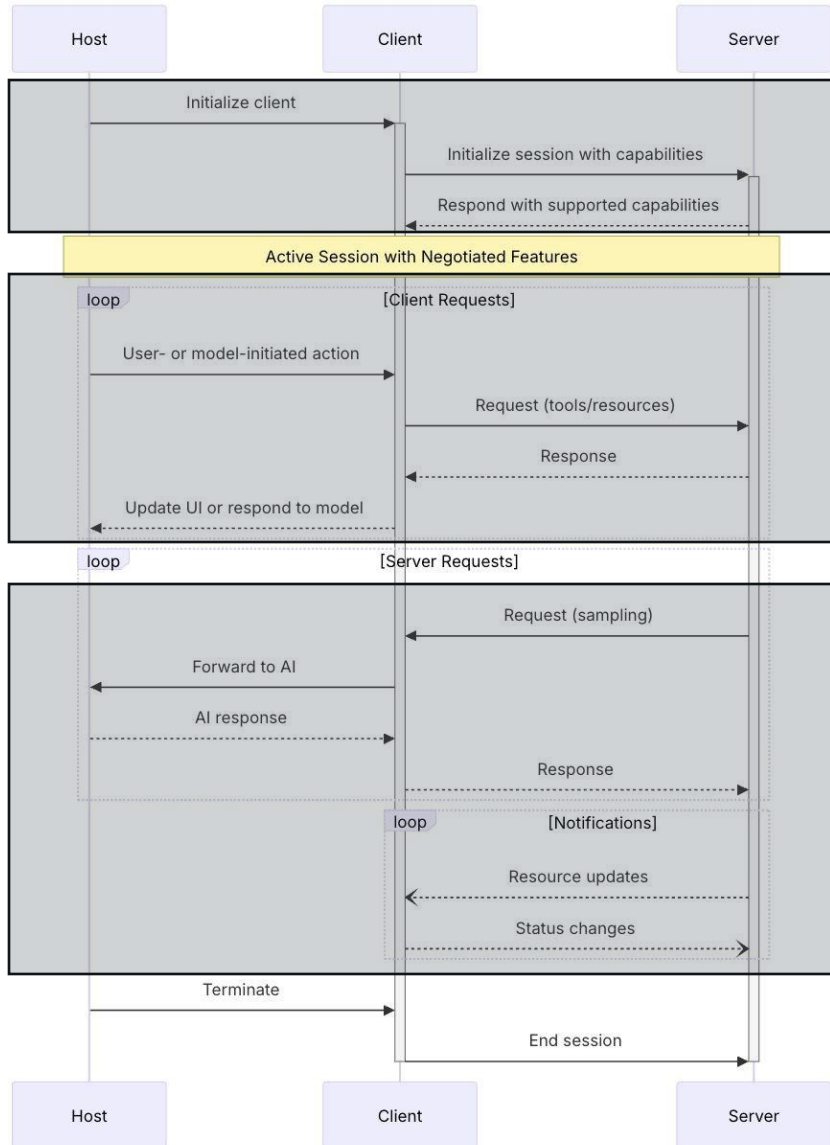 Host Client Server
Initialize client
Initialize session with capabilities
Respond with supported capabilities
Active Session with Negotiated Features
loop [Client Requests]
User- or model-initiated action
Request (tools/resources)
Response
Update UI or respond to model
loop [Server Requests]
Request (sampling)
Forward to AI
AI response
Response
loop [Notifications]
Resource updates
Status changes
Terminate
End session
Host Client Server